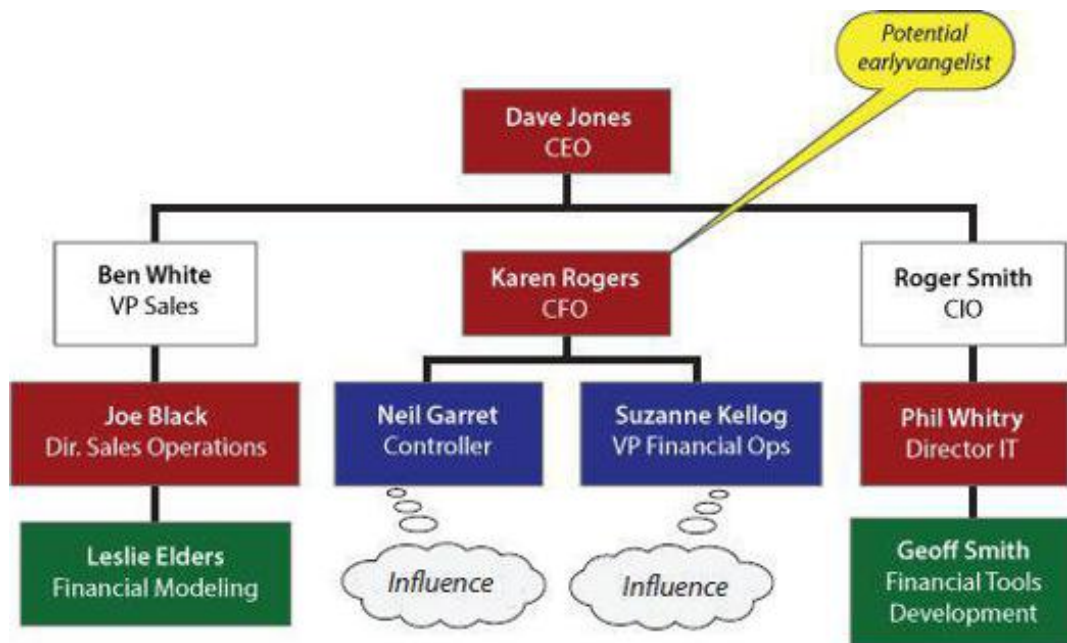 Potential
earlyvangelist
Dave Jones
CEO
Ben White
VP Sales
Karen Rogers
CFO
Roger Smith
CIO
Joe Black
Dir. Sales Operations
Neil Garret
Controller
Suzanne Kellog
VP Financial Ops
Phil Whitry
Director IT
Leslie Elders
Financial Modeling
Influence
Influence
Geoff Smith
Financial Tools
Development